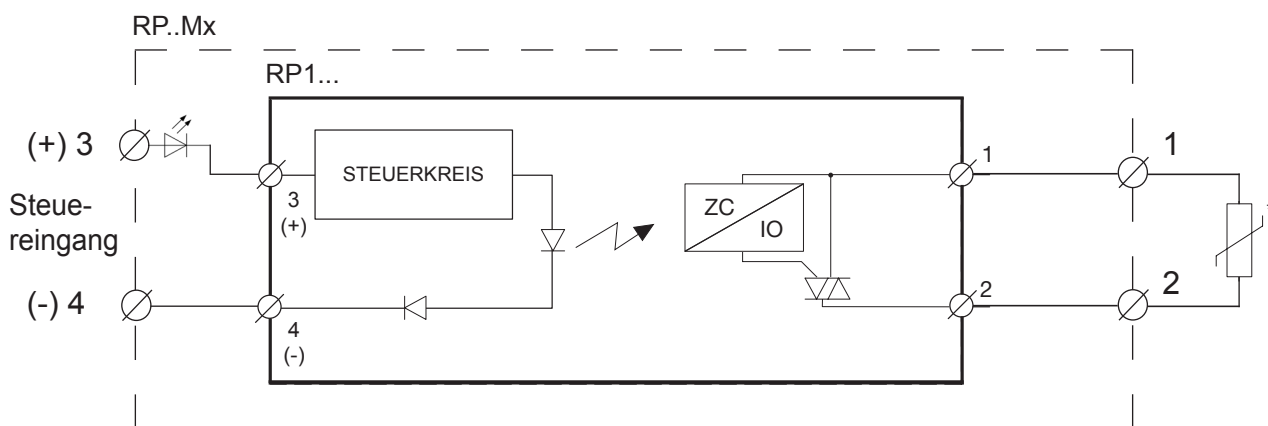 RP..Mx
RP1...
(+) 3
STEUERKREIS
3
(+)
Steue-
reingang
(-) 4
4
(-)
ZC
IO
1
2
1
2